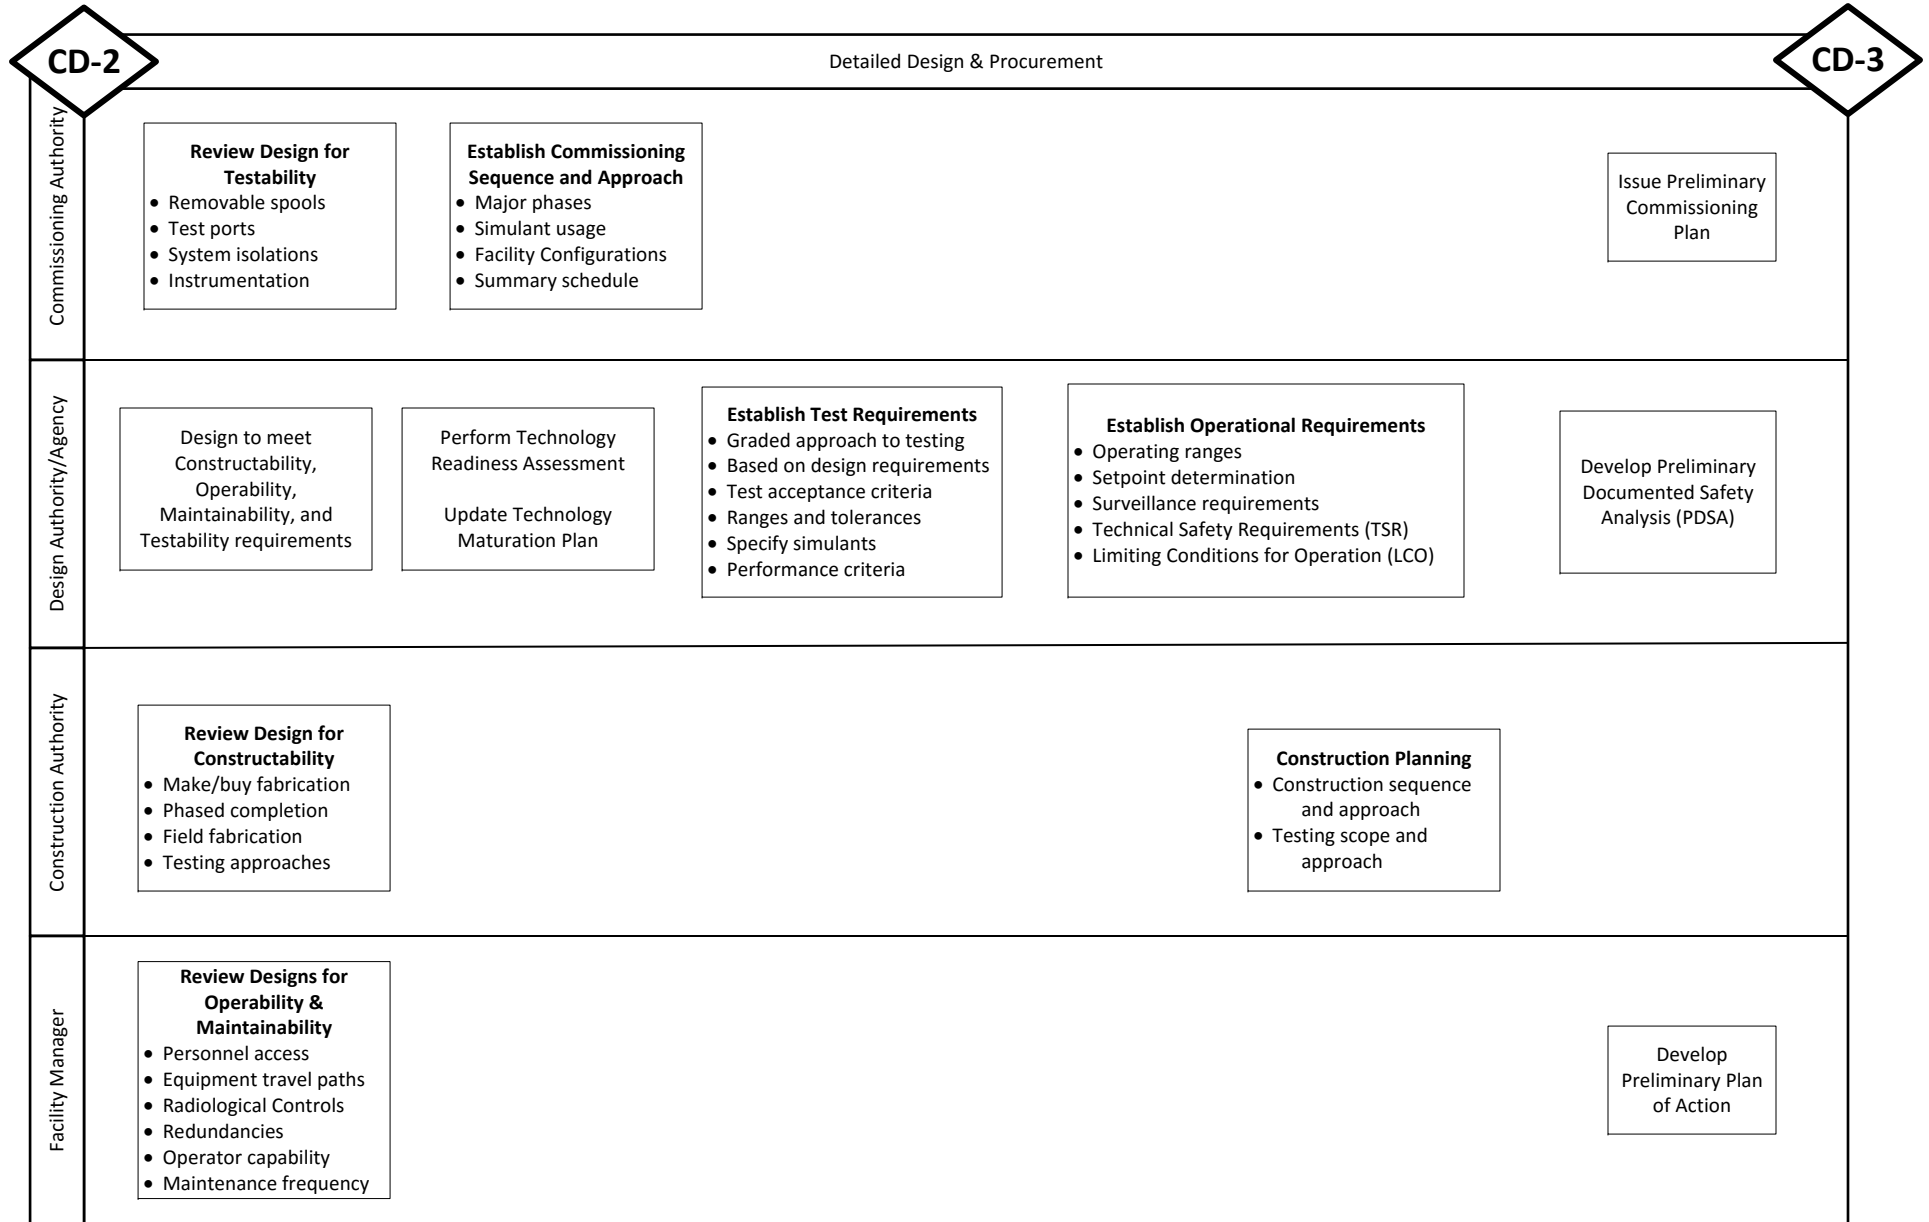 CD-2
Detailed Design & Procurement
CD-3
Commissioning Authority
Review Design for
Testability
• Removable spools
• Test ports
• System isolations
• Instrumentation
Establish Commissioning
Sequence and Approach
• Major phases
• Simulant usage
• Facility Configurations
• Summary schedule
Issue Preliminary
Commissioning
Plan
Design Authority/Agency
Design to meet
Constructability,
Operability,
Maintainability, and
Testability requirements
Perform Technology
Readiness Assessment
Update Technology
Maturation Plan
Establish Test Requirements
• Graded approach to testing
• Based on design requirements
• Test acceptance criteria
• Ranges and tolerances
• Specify simulants
• Performance criteria
Establish Operational Requirements
• Operating ranges
• Setpoint determination
• Surveillance requirements
• Technical Safety Requirements (TSR)
• Limiting Conditions for Operation (LCO)
Develop Preliminary
Documented Safety
Analysis (PDSA)
Construction Authority
Review Design for
Constructability
• Make/buy fabrication
• Phased completion
• Field fabrication
• Testing approaches
Construction Planning
• Construction sequence
and approach
• Testing scope and
approach
Facility Manager
Review Designs for
Operability &
Maintainability
• Personnel access
• Equipment travel paths
• Radiological Controls
• Redundancies
• Operator capability
• Maintenance frequency
Develop
Preliminary Plan
of Action